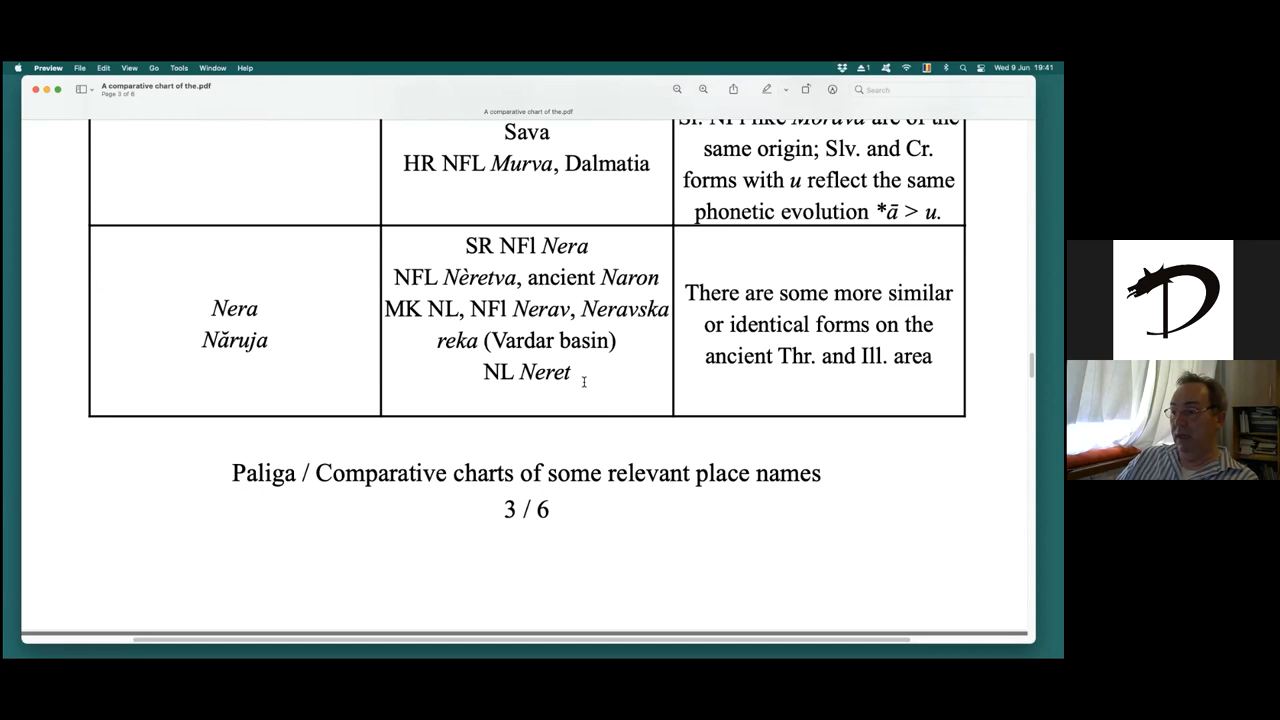 Preview File Edit View Go Tools Window Help
1 Wed 9 Jun 19:41
A comparative chart of the.pdf
Page 3 of 6
Search
A comparative chart of the.pdf
Sava
HR NFL Murva, Dalmatia
are of the
same origin; Slv. and Cr.
forms with u reflect the same
phonetic evolution *ā > u.
Nera
Năruja
SR NFl Nera
NFL Nèretva, ancient Naron
MK NL, NFl Nerav, Neravska
reka (Vardar basin)
NL Neret
There are some more similar
or identical forms on the
ancient Thr. and Ill. area
Paliga / Comparative charts of some relevant place names
3 / 6